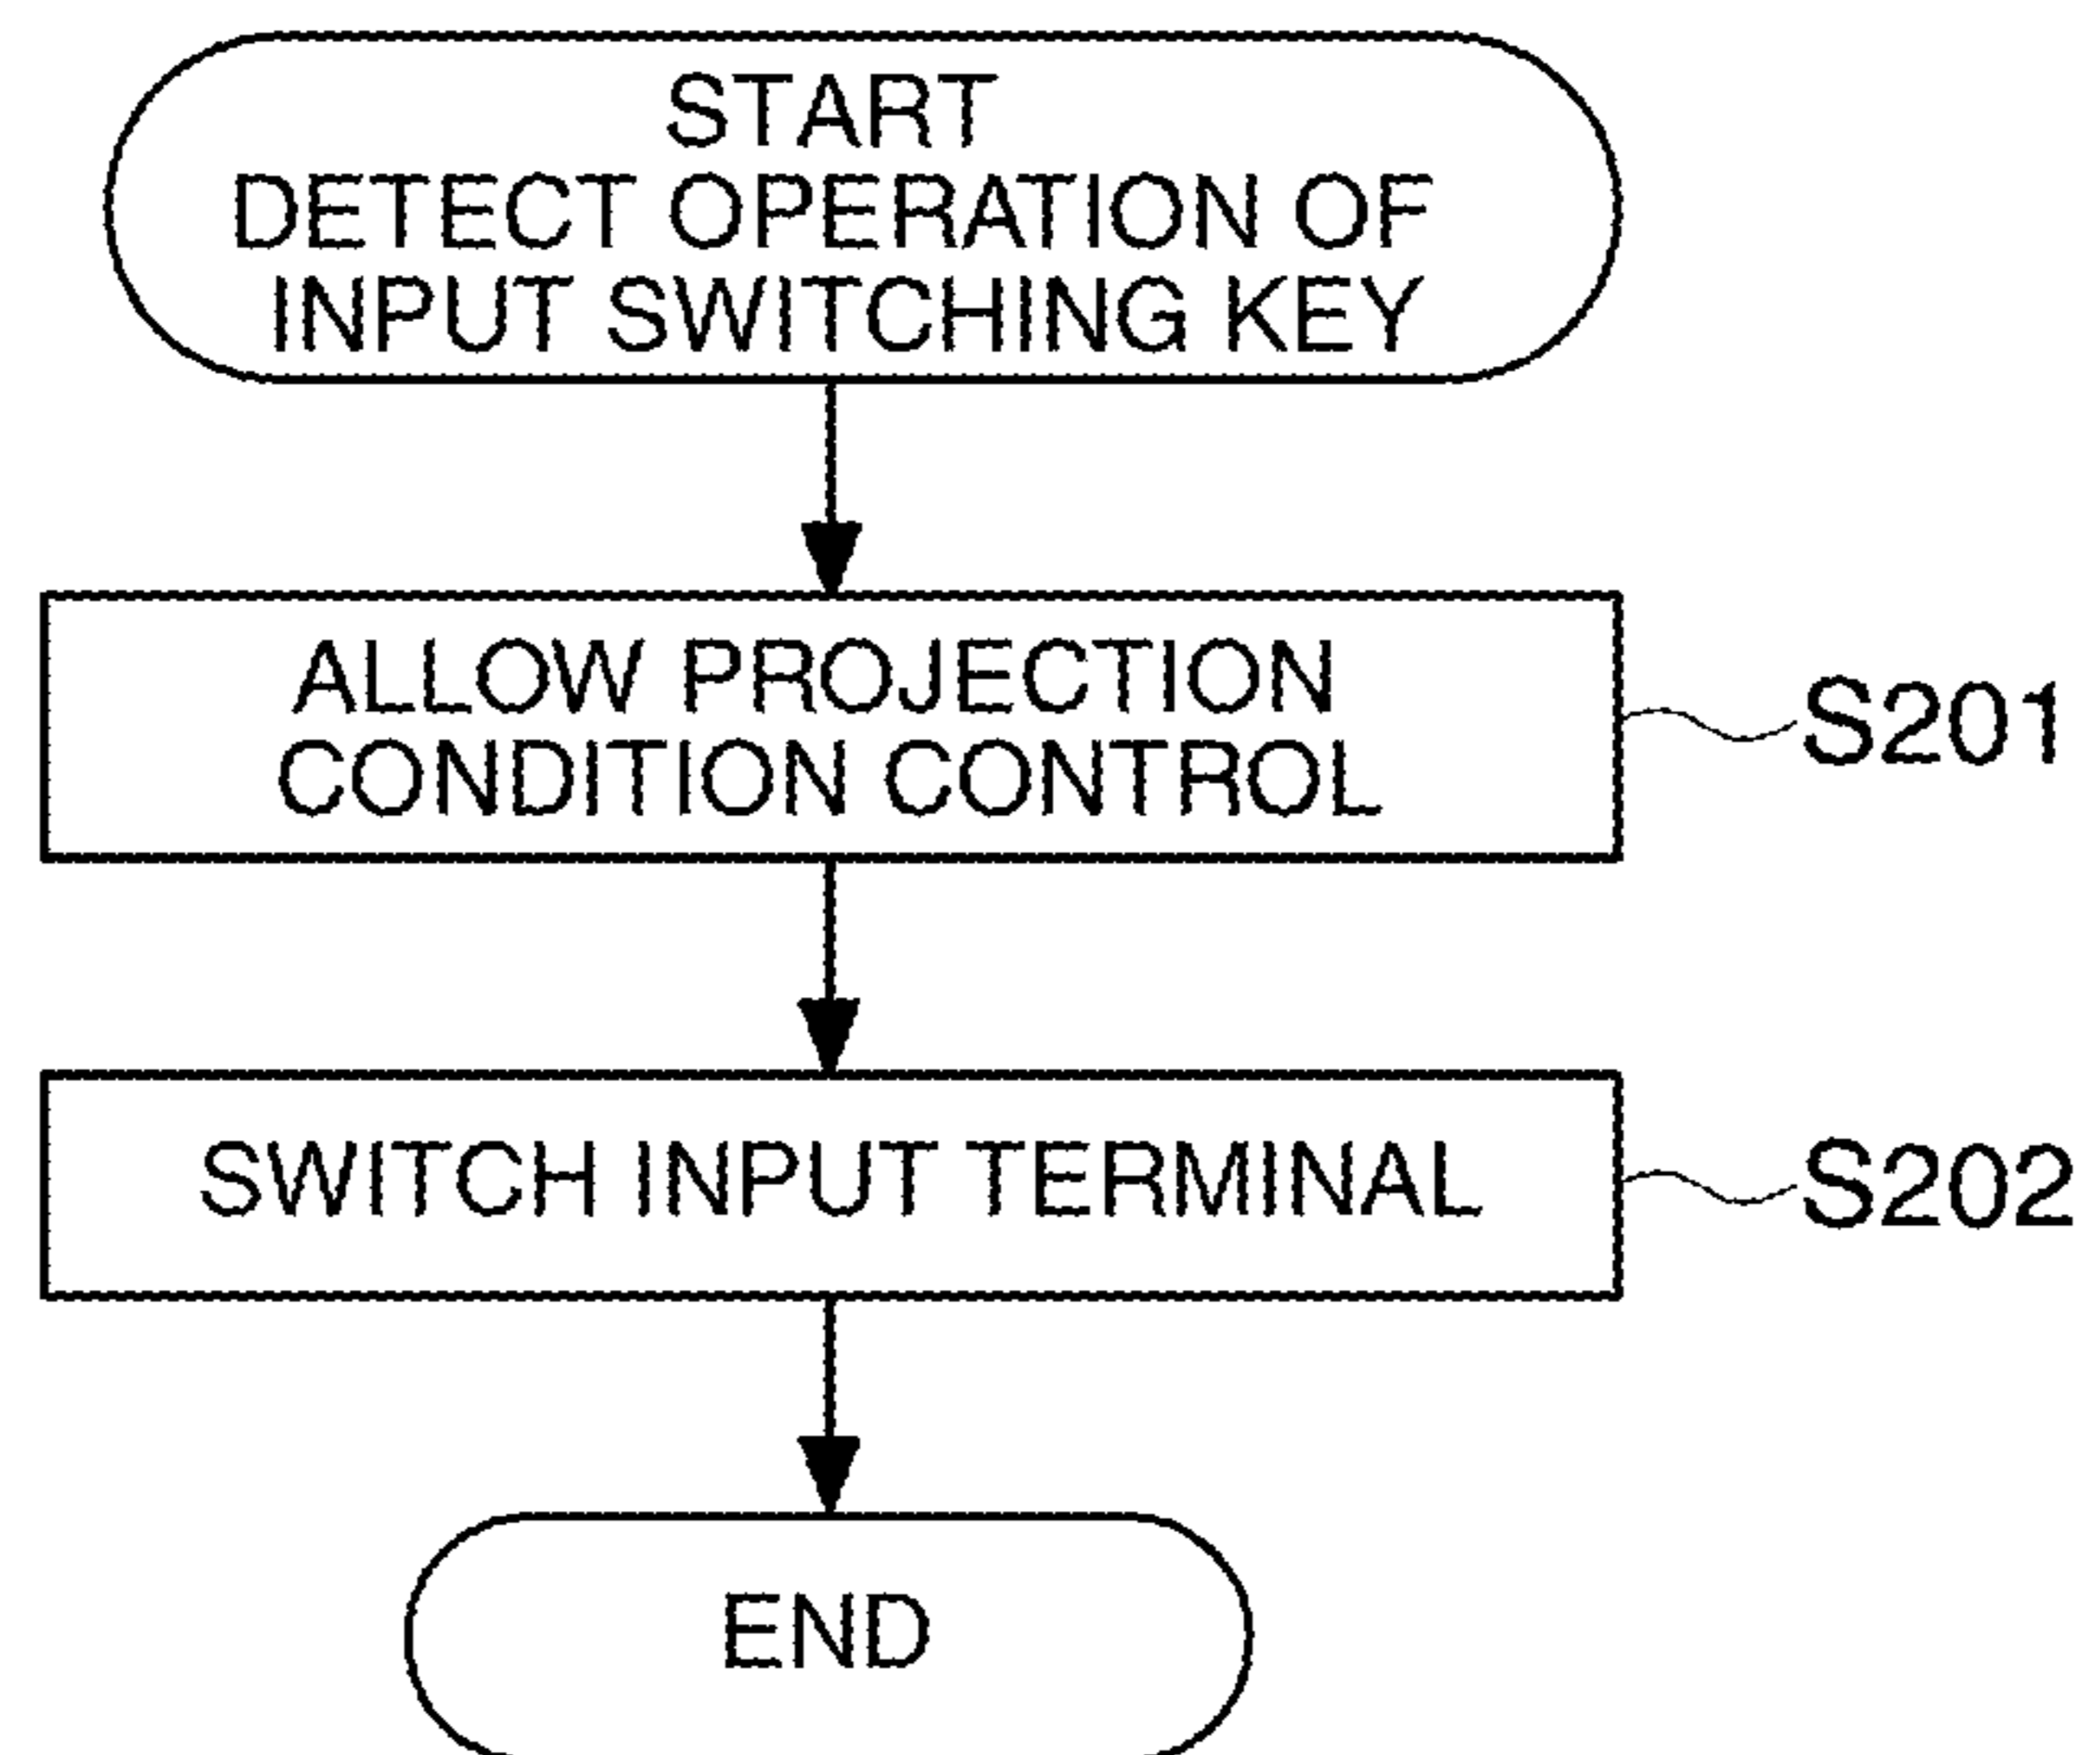 START
DETECT OPERATION OF
INPUT SWITCHING KEY
ALLOW PROJECTION
CONDITION CONTROL
S201
SWITCH INPUT TERMINAL
S202
END